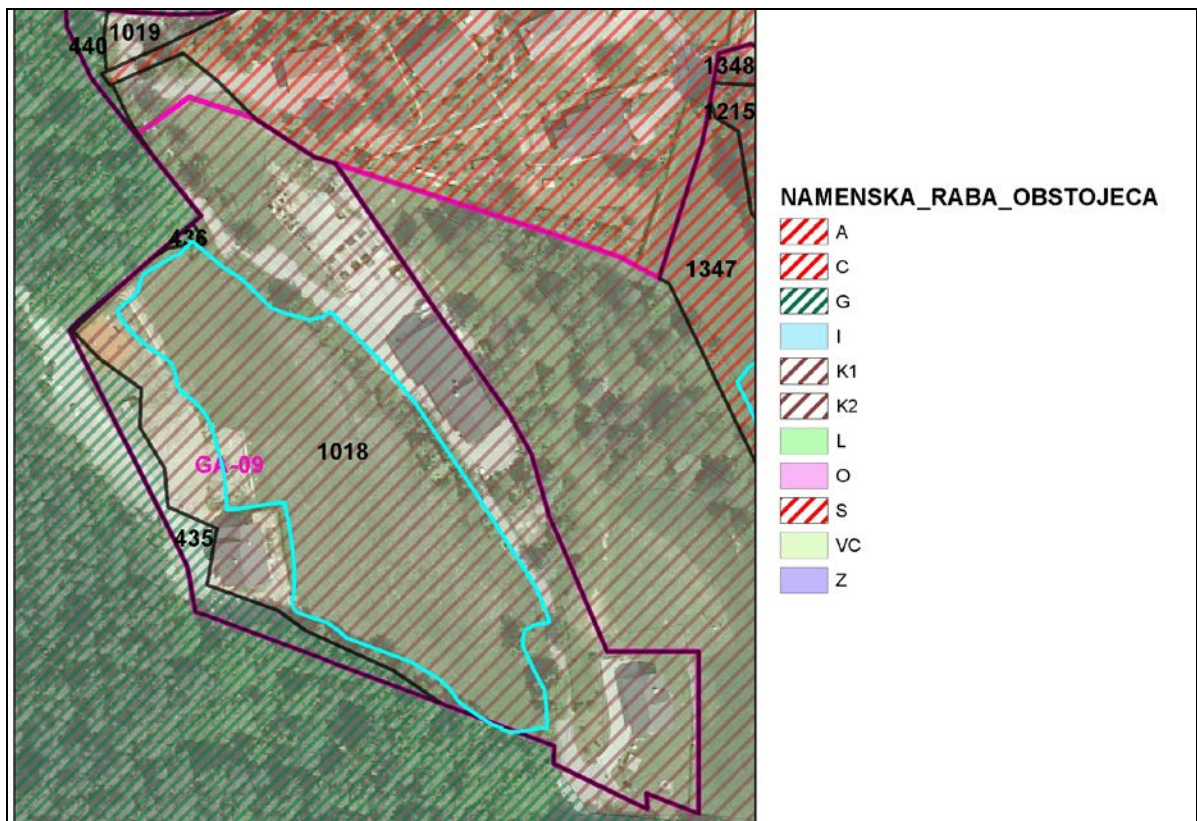 1019
440
1348
1215
436
1347
1018
GA-09
435
NAMENSKA_RABA_OBSTOJECA
A
C
G
I
K1
K2
L
O
S
VC
Z